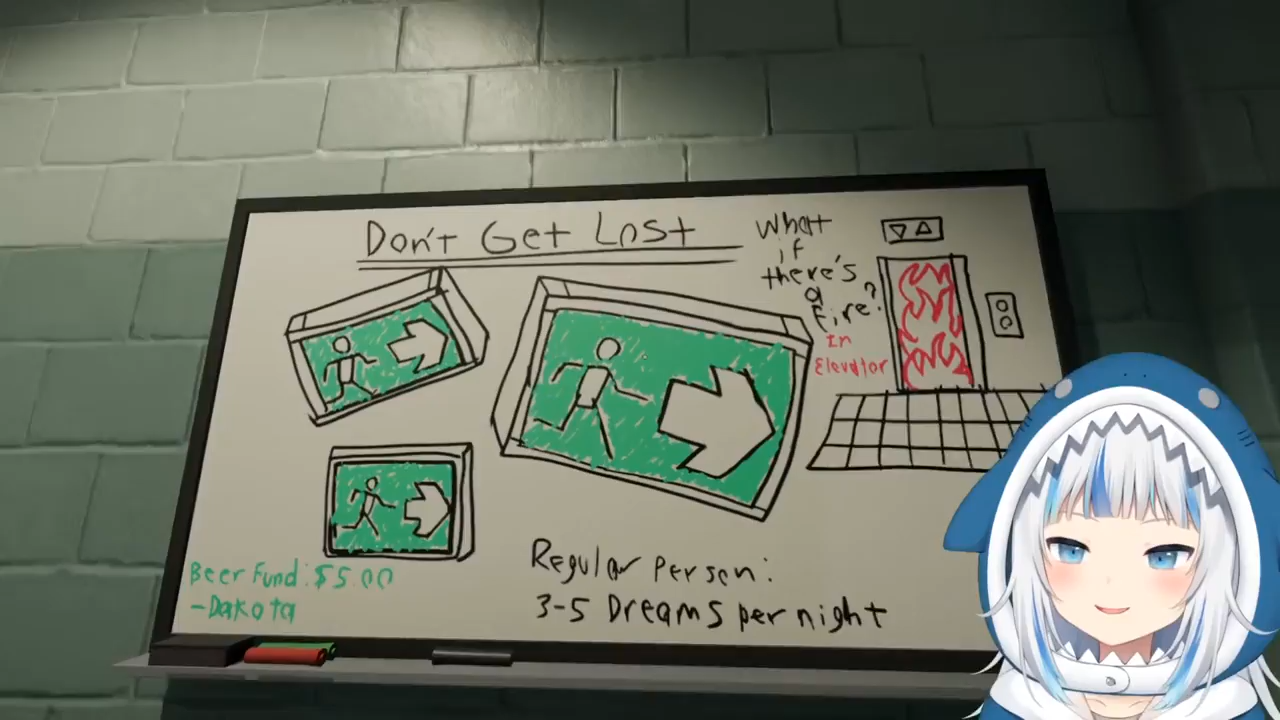 Don't Get Lost
What
if
there's
a
fire?
In
Elevator
Beer Fund: $5.00
-Dakota
Regular Person:
3-5 Dreams per night